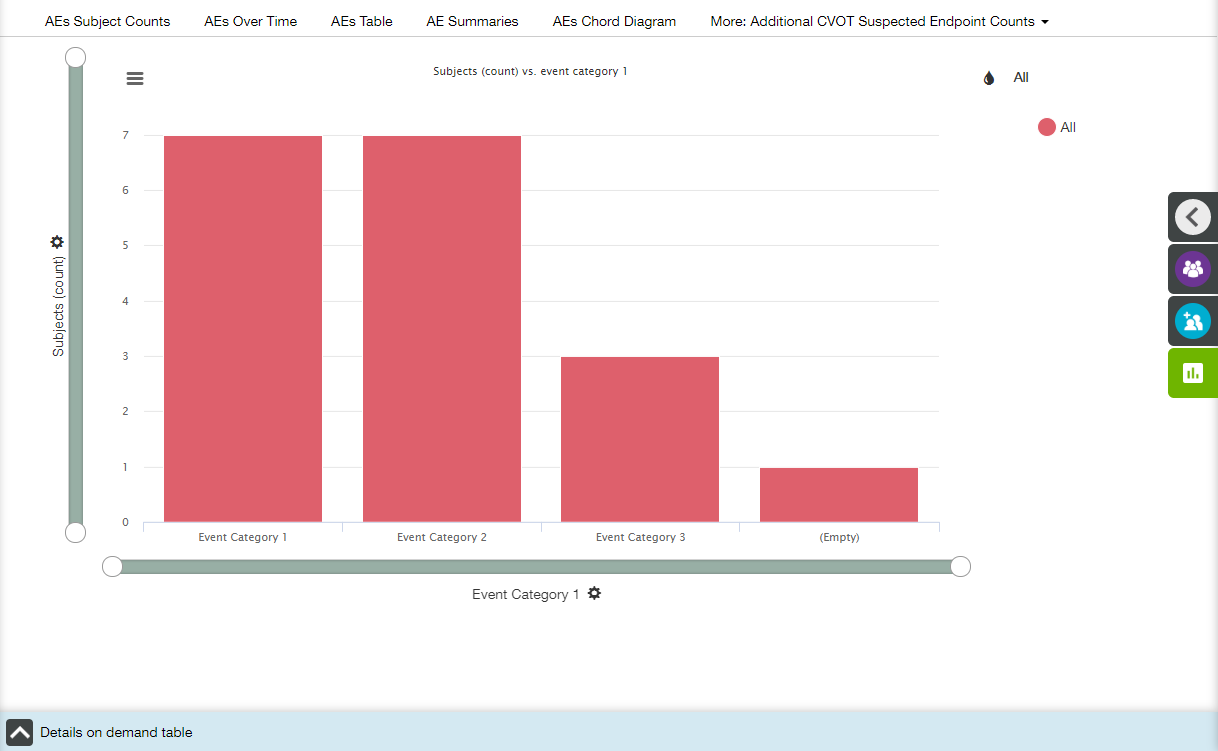 AEs Subject Counts
AEs Over Time
AEs Table
AE Summaries
AEs Chord Diagram
More: Additional CVOT Suspected Endpoint Counts
Subjects (count) vs. event category 1
All
All
Subjects (count)
7
6
5
4
3
2
1
0
Event Category 1
Event Category 2
Event Category 3
(Empty)
Event Category 1
Details on demand table